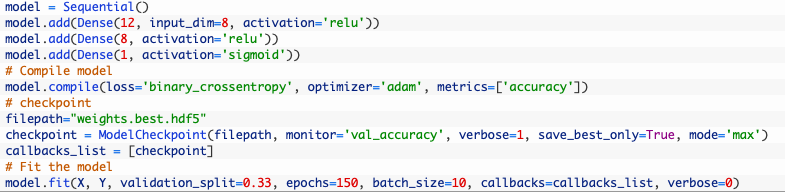 model = Sequential()
model.add(Dense(12, input_dim=8, activation='relu'))
model.add(Dense(8, activation='relu'))
model.add(Dense(1, activation='sigmoid'))
# Compile model
model.compile(loss='binary_crossentropy', optimizer='adam', metrics=['accuracy'])
# checkpoint
filepath="weights.best.hdf5"
checkpoint = ModelCheckpoint(filepath, monitor='val_accuracy', verbose=1, save_best_only=True, mode='max')
callbacks_list = [checkpoint]
# Fit the model
model.fit(X, Y, validation_split=0.33, epochs=150, batch_size=10, callbacks=callbacks_list, verbose=0)